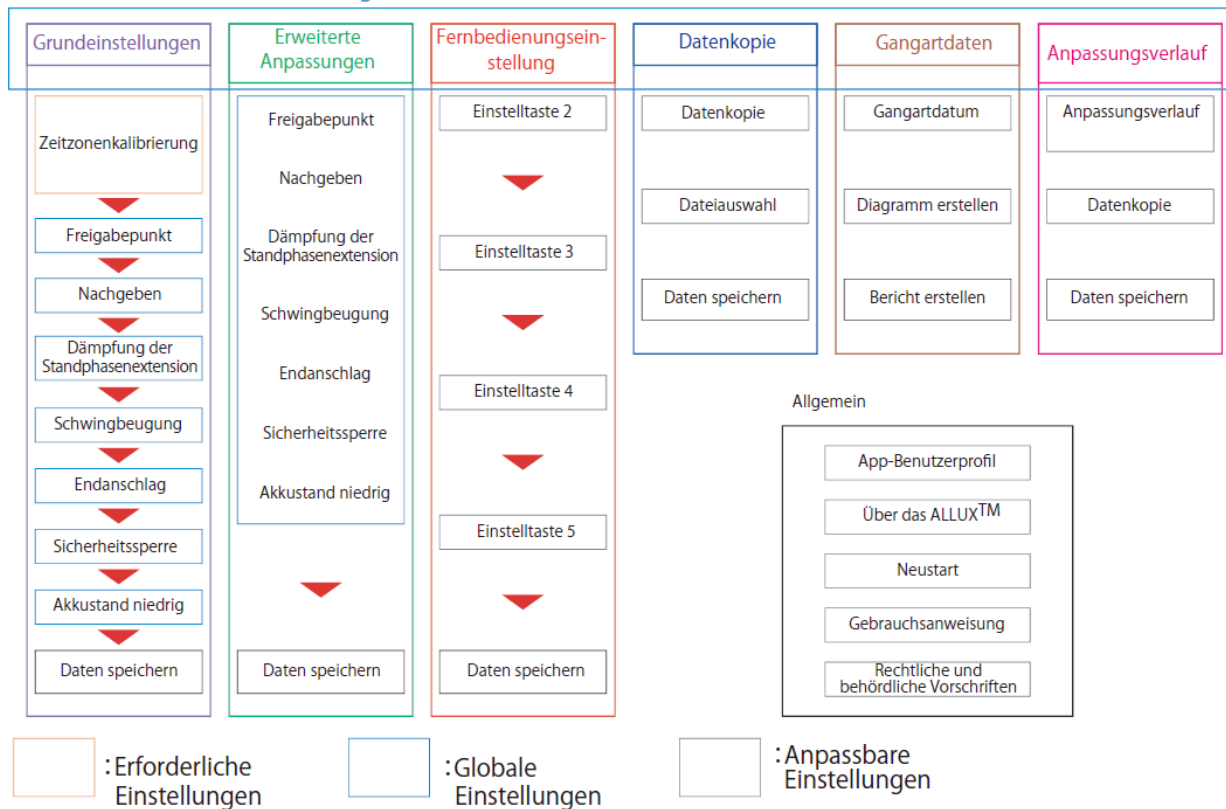 Grundeinstellungen
Zeitzonenkalibrierung
Freigabepunkt
Nachgeben
Dämpfung der
Standphasenextension
Schwingbeugung
Endanschlag
Sicherheitssperre
Akkustand niedrig
Daten speichern
Erweiterte
Anpassungen
Freigabepunkt
Nachgeben
Dämpfung der
Standphasenextension
Schwingbeugung
Endanschlag
Sicherheitssperre
Akkustand niedrig
Daten speichern
Fernbedienungsein-
stellung
Einstelltaste 2
Einstelltaste 3
Einstelltaste 4
Einstelltaste 5
Daten speichern
Datenkopie
Datenkopie
Dateiauswahl
Daten speichern
Gangartdaten
Gangartdatum
Diagramm erstellen
Bericht erstellen
Anpassungsverlauf
Anpassungsverlauf
Datenkopie
Daten speichern
Allgemein
App-Benutzerprofil
Über das ALLUX™
Neustart
Gebrauchsanweisung
Rechtliche und
behördliche Vorschriften
:Erforderliche
Einstellungen
:Globale
Einstellungen
:Anpassbare
Einstellungen